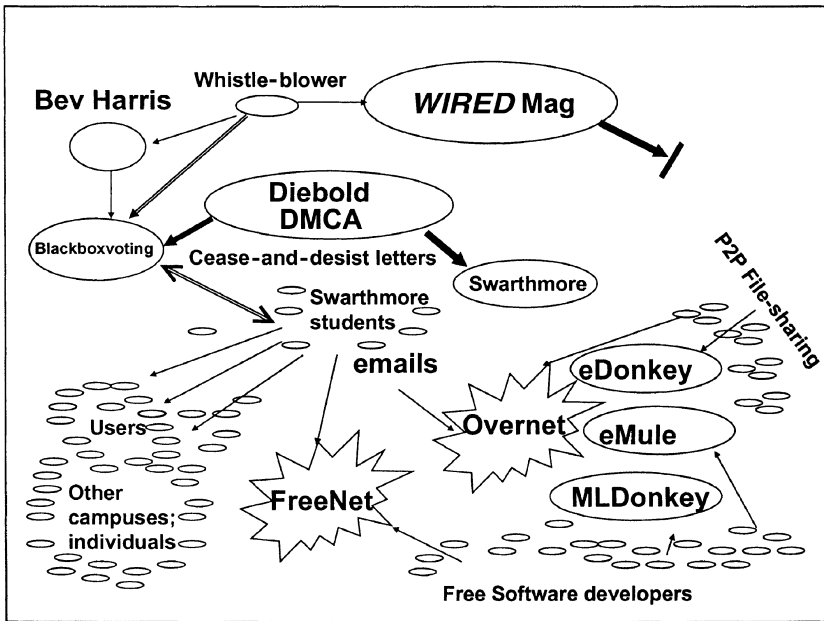 Whistle-blower
Bev Harris
WIRED Mag
Diebold
DMCA
Blackboxvoting
Cease-and-desist letters
Swarthmore
P2P File-sharing
Swarthmore
students
emails
eDonkey
Users
Overnet
eMule
Other
campuses;
individuals
FreeNet
MLDonkey
Free Software developers